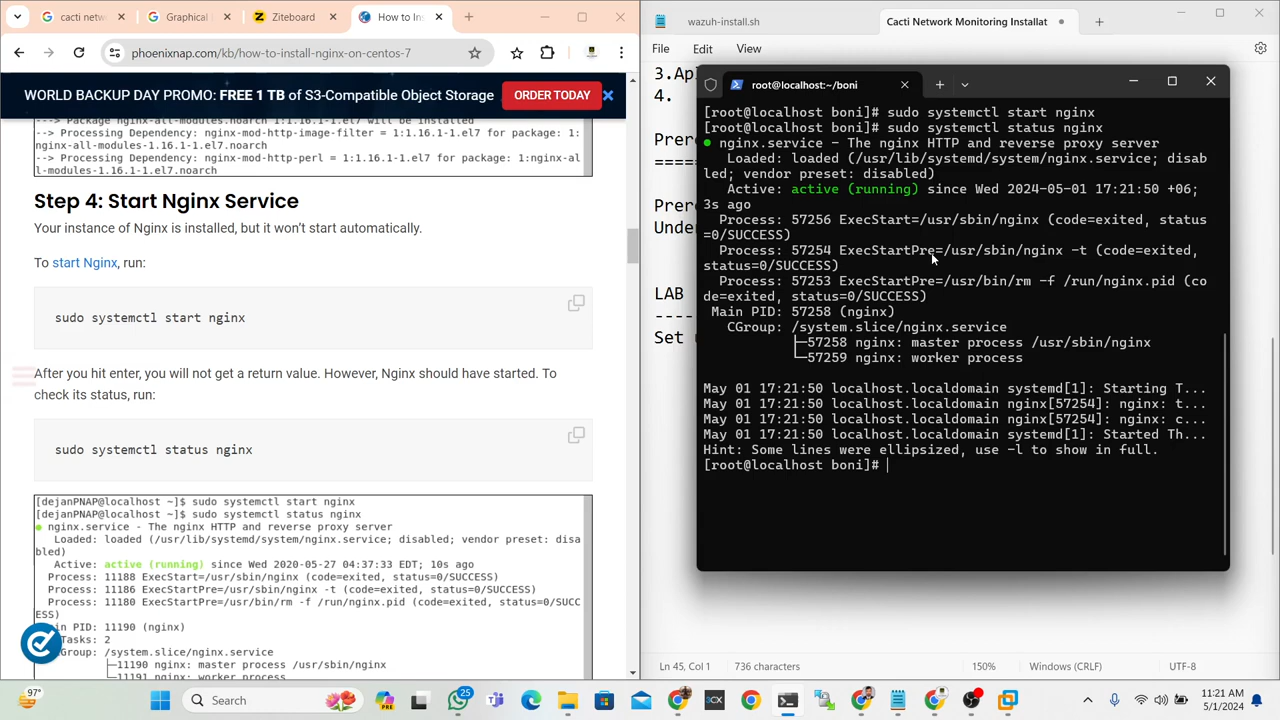 cacti netw
Graphical
Ziteboard
How to In
phoenixnap.com/kb/how-to-install-nginx-on-centos-7
WORLD BACKUP DAY PROMO: FREE 1 TB of S3-Compatible Object Storage
ORDER TODAY
--> Processing Dependency: nginx-mod-http-image-filter = 1:1.16.1-1.el7 for package: 1:
nginx-all-modules-1.16.1-1.el7.noarch
--> Processing Dependency: nginx-mod-http-perl = 1:1.16.1-1.el7 for package: 1:nginx-al
l-modules-1.16.1-1.el7.noarch
Step 4: Start Nginx Service
Your instance of Nginx is installed, but it won't start automatically.
To start Nginx, run:
sudo systemctl start nginx
After you hit enter, you will not get a return value. However, Nginx should have started. To
check its status, run:
sudo systemctl status nginx
[dejanPNAP@localhost ~]$ sudo systemctl start nginx
[dejanPNAP@localhost ~]$ sudo systemctl status nginx
● nginx.service - The nginx HTTP and reverse proxy server
Loaded: loaded (/usr/lib/systemd/system/nginx.service; disabled; vendor preset: disa
bled)
Active: active (running) since Wed 2020-05-27 04:37:33 EDT; 10s ago
Process: 11188 ExecStart=/usr/sbin/nginx (code=exited, status=0/SUCCESS)
Process: 11186 ExecStartPre=/usr/sbin/nginx -t (code=exited, status=0/SUCCESS)
Process: 11180 ExecStartPre=/usr/bin/rm -f /run/nginx.pid (code=exited, status=0/SUCC
ESS)
in PID: 11190 (nginx)
Tasks: 2
Group: /system.slice/nginx.service
├─11190 nginx: master process /usr/sbin/nginx
wazuh-install.sh
Cacti Network Monitoring Installat
File Edit View
3.Ap
4.
Prer
=====
Prer
Under
LAB
----
Set
root@localhost:~/boni
[root@localhost boni]# sudo systemctl start nginx
[root@localhost boni]# sudo systemctl status nginx
● nginx.service - The nginx HTTP and reverse proxy server
Loaded: loaded (/usr/lib/systemd/system/nginx.service; disab
led; vendor preset: disabled)
Active: active (running) since Wed 2024-05-01 17:21:50 +06;
3s ago
Process: 57256 ExecStart=/usr/sbin/nginx (code=exited, status
=0/SUCCESS)
Process: 57254 ExecStartPre=/usr/sbin/nginx -t (code=exited,
status=0/SUCCESS)
Process: 57253 ExecStartPre=/usr/bin/rm -f /run/nginx.pid (co
de=exited, status=0/SUCCESS)
Main PID: 57258 (nginx)
CGroup: /system.slice/nginx.service
├─57258 nginx: master process /usr/sbin/nginx
└─57259 nginx: worker process
May 01 17:21:50 localhost.localdomain systemd[1]: Starting T...
May 01 17:21:50 localhost.localdomain nginx[57254]: nginx: t...
May 01 17:21:50 localhost.localdomain nginx[57254]: nginx: c...
May 01 17:21:50 localhost.localdomain systemd[1]: Started Th...
Hint: Some lines were ellipsized, use -l to show in full.
[root@localhost boni]#
Ln 45, Col 1 736 characters 150% Windows (CRLF) UTF-8
97°
Search
25
11:21 AM
5/1/2024